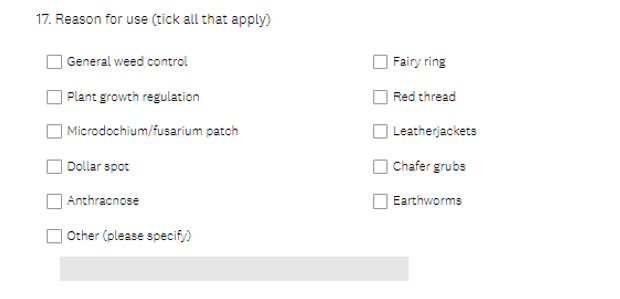 17. Reason for use (tick all that apply)
General weed control
Plant growth regulation
Microdochium/fusarium patch
Dollar spot
Anthracnose
Other (please specify)
Fairy ring
Red thread
Leatherjackets
Chafer grubs
Earthworms